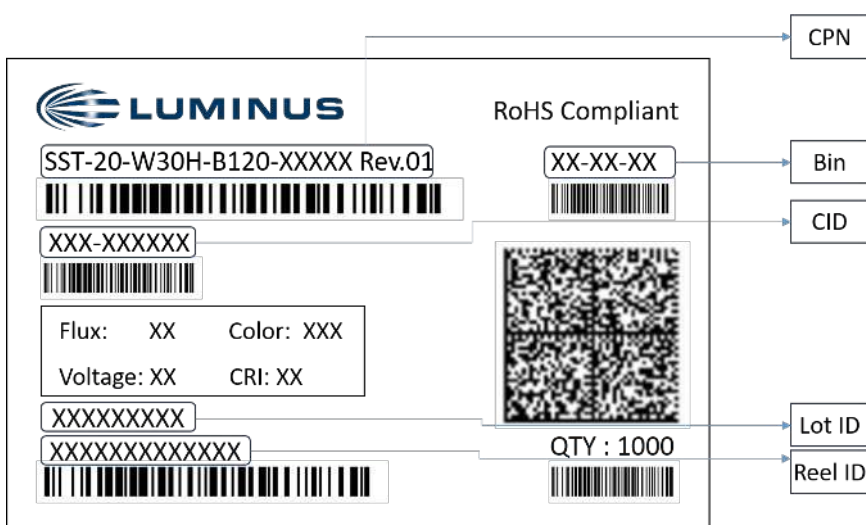 CPN
LUMINUS
RoHS Compliant
SST-20-W30H-B120-XXXXX Rev.01
XX-XX-XX
Bin
XXX-XXXXXX
CID
Flux: XX Color: XXX
Voltage: XX CRI: XX
XXXXXXXXX
Lot ID
XXXXXXXXXXXXX
QTY : 1000
Reel ID